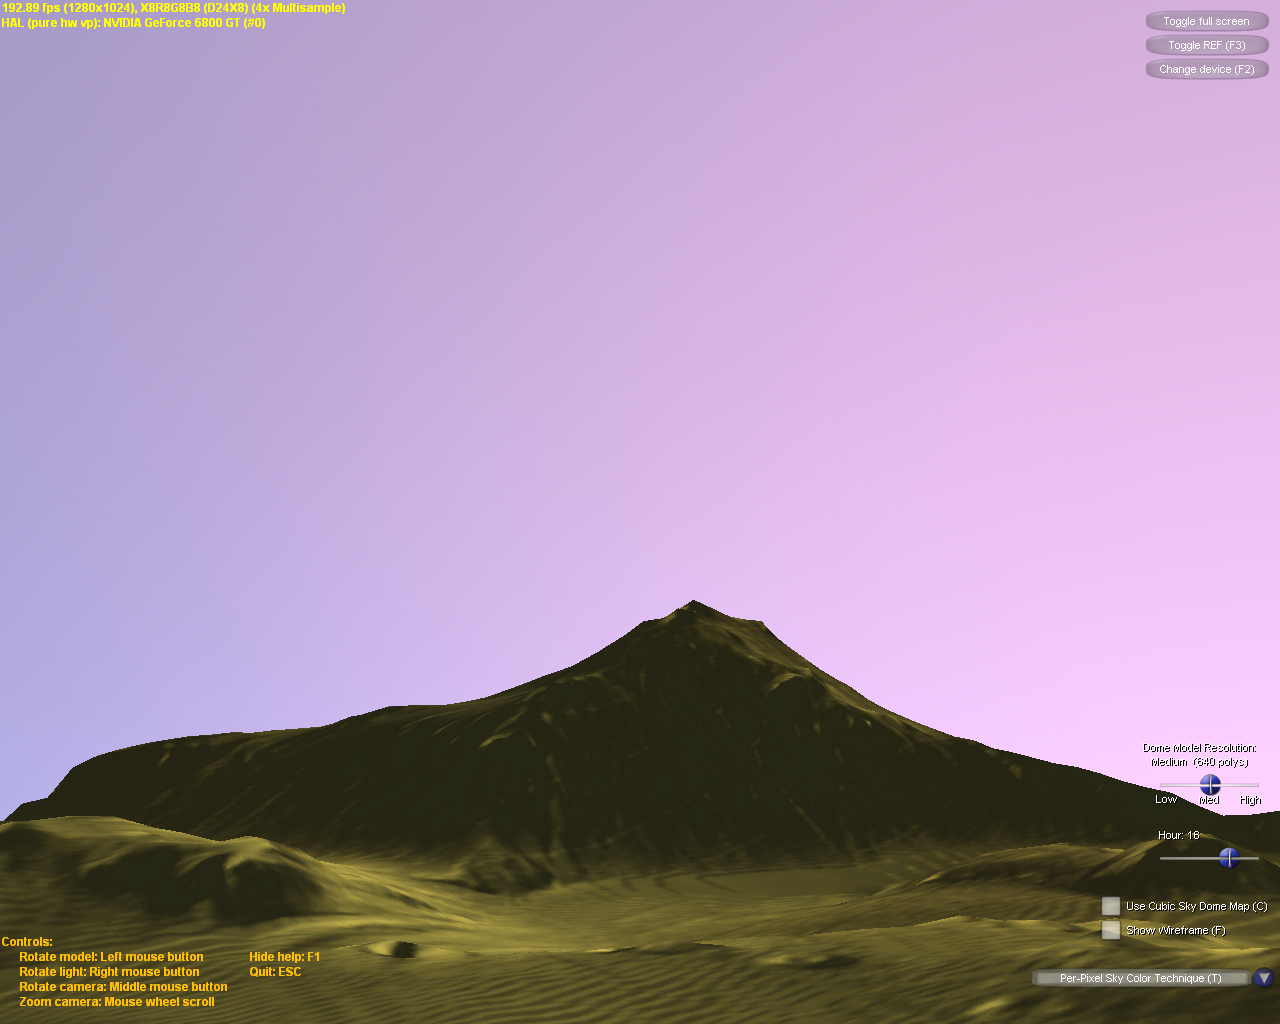 192.89 fps (1280x1024), X8R8G8B8 (D24X8) (4x Multisample)
HAL (pure hw vp): NVIDIA GeForce 6800 GT (#0)
Toggle full screen
Toggle REF (F3)
Change device (F2)
Dome Model Resolution:
Medium (640 polys)
Low Med High
Hour: 16
Use Cubic Sky Dome Map (C)
Show Wireframe (F)
Per-Pixel Sky Color Technique (T)
Controls:
Rotate model: Left mouse button Hide help: F1
Rotate light: Right mouse button Quit: ESC
Rotate camera: Middle mouse button
Zoom camera: Mouse wheel scroll